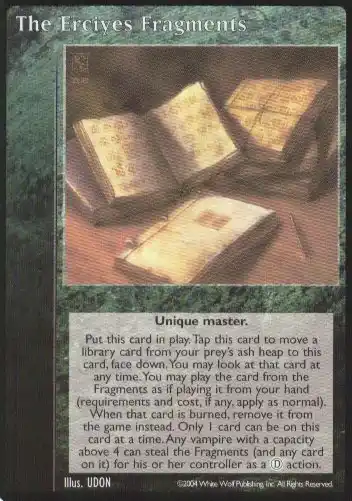 The Erciyes Fragments
Unique master.
Put this card in play. Tap this card to move a
library card from your prey's ash heap to this
card, face down. You may look at that card at
any time. You may play the card from the
Fragments as if playing it from your hand
(requirements and cost, if any, apply as normal).
When that card is burned, remove it from
the game instead. Only 1 card can be on this
card at a time. Any vampire with a capacity
above 4 can steal the Fragments (and any card
on it) for his or her controller as a Ⓓ action.
Illus. UDON
©2004 White Wolf Publishing, Inc. All Rights Reserved.